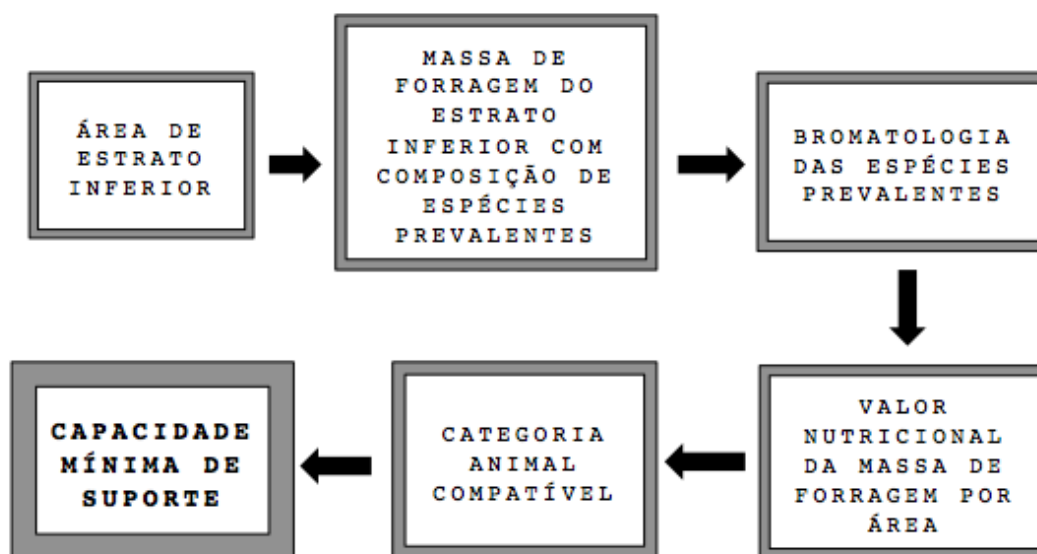 ÁREA DE
ESTRATO
INFERIOR
MASSA DE
FORRAGEM DO
ESTRATO
INFERIOR COM
COMPOSIÇÃO DE
ESPÉCIES
PREVALENTES
BROMATOLOGIA
DAS ESPÉCIES
PREVALENTES
VALOR
NUTRICIONAL
DA MASSA DE
FORRAGEM POR
ÁREA
CATEGORIA
ANIMAL
COMPATÍVEL
CAPACIDADE
MÍNIMA DE
SUPORTE